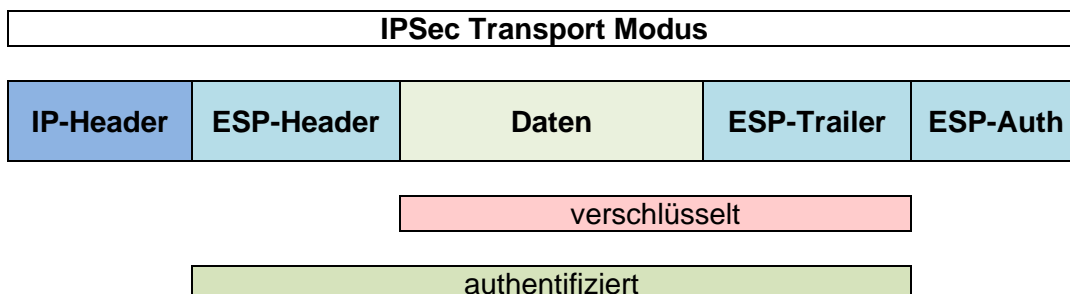 IPSec Transport Modus
IP-Header ESP-Header Daten ESP-Trailer ESP-Auth
verschlüsselt
authentifiziert